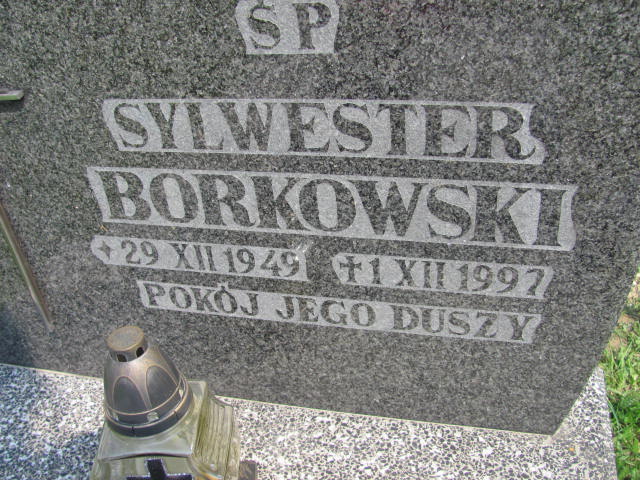 ŚP
SYLWESTER
BORKOWSKI
✦29 XII 1949 ✝1 XII 1997
POKÓJ JEGO DUSZY